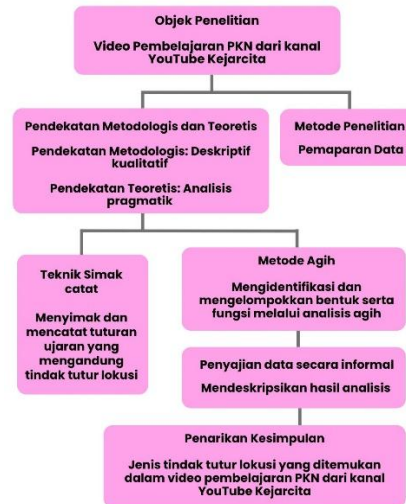 Objek Penelitian
Video Pembelajaran PKN dari kanal
YouTube Kejarcita
Pendekatan Metodologis dan Teoretis
Pendekatan Metodologis: Deskriptif
kualitatif
Pendekatan Teoretis: Analisis
pragmatik
Metode Penelitian
Pemaparan Data
Teknik Simak
catat
Menyimak dan
mencatat tuturan
ujaran yang
mengandung
tindak tutur lokusi
Metode Agih
Mengidentifikasi dan
mengelompokkan bentuk serta
fungsi melalui analisis agih
Penyajian data secara informal
Mendeskripsikan hasil analisis
Penarikan Kesimpulan
Jenis tindak tutur lokusi yang ditemukan
dalam video pembelajaran PKN dari kanal
YouTube Kejarcita